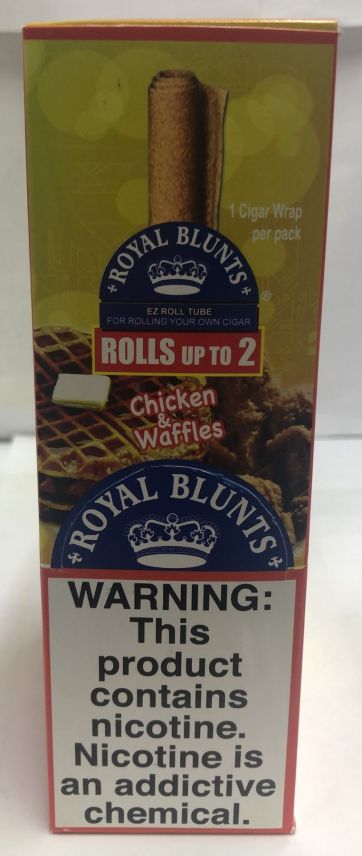 1 Cigar Wrap
per pack
ROYAL BLUNTS
®
EZ ROLL TUBE
FOR ROLLING YOUR OWN CIGAR
ROLLS UP TO 2
Chicken
&
Waffles
ROYAL BLUNTS
®
WARNING:
This
product
contains
nicotine.
Nicotine is
an addictive
chemical.